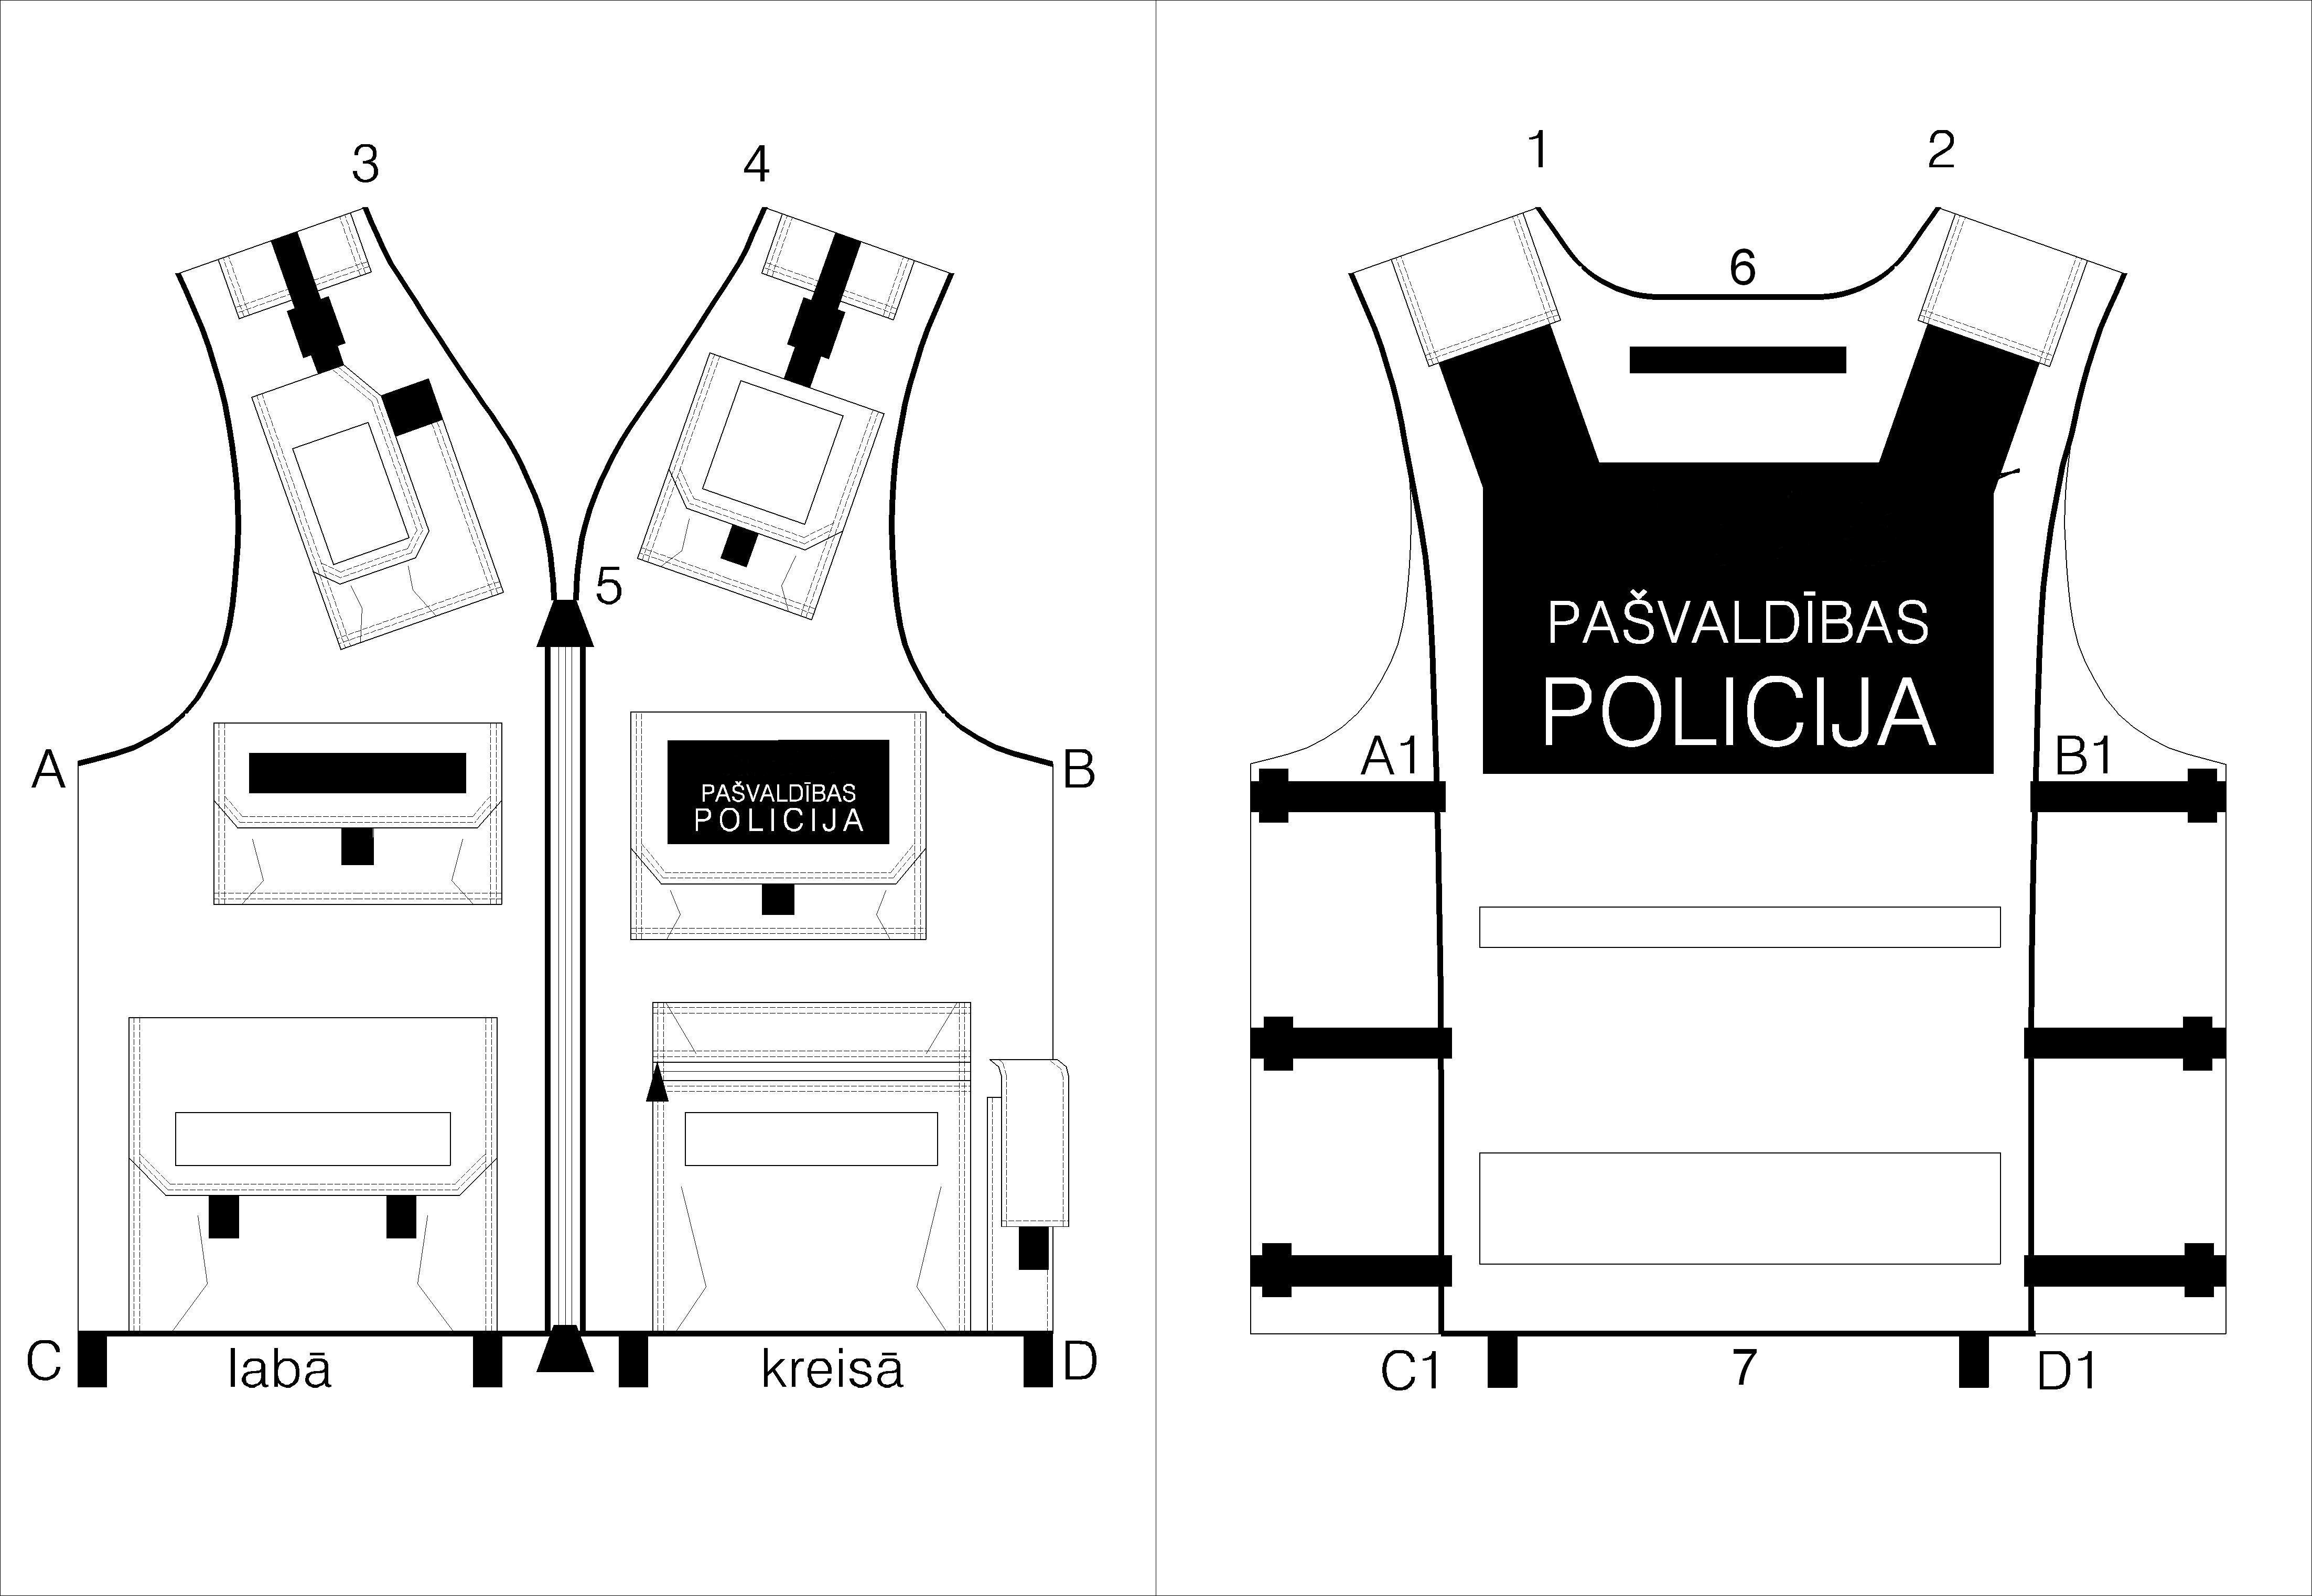 3
4
5
A
B
PAŠVALDĪBAS
POLICIJA
C
labā
kreisā
D
1
2
6
PAŠVALDĪBAS
POLICIJA
A1
B1
C1
7
D1